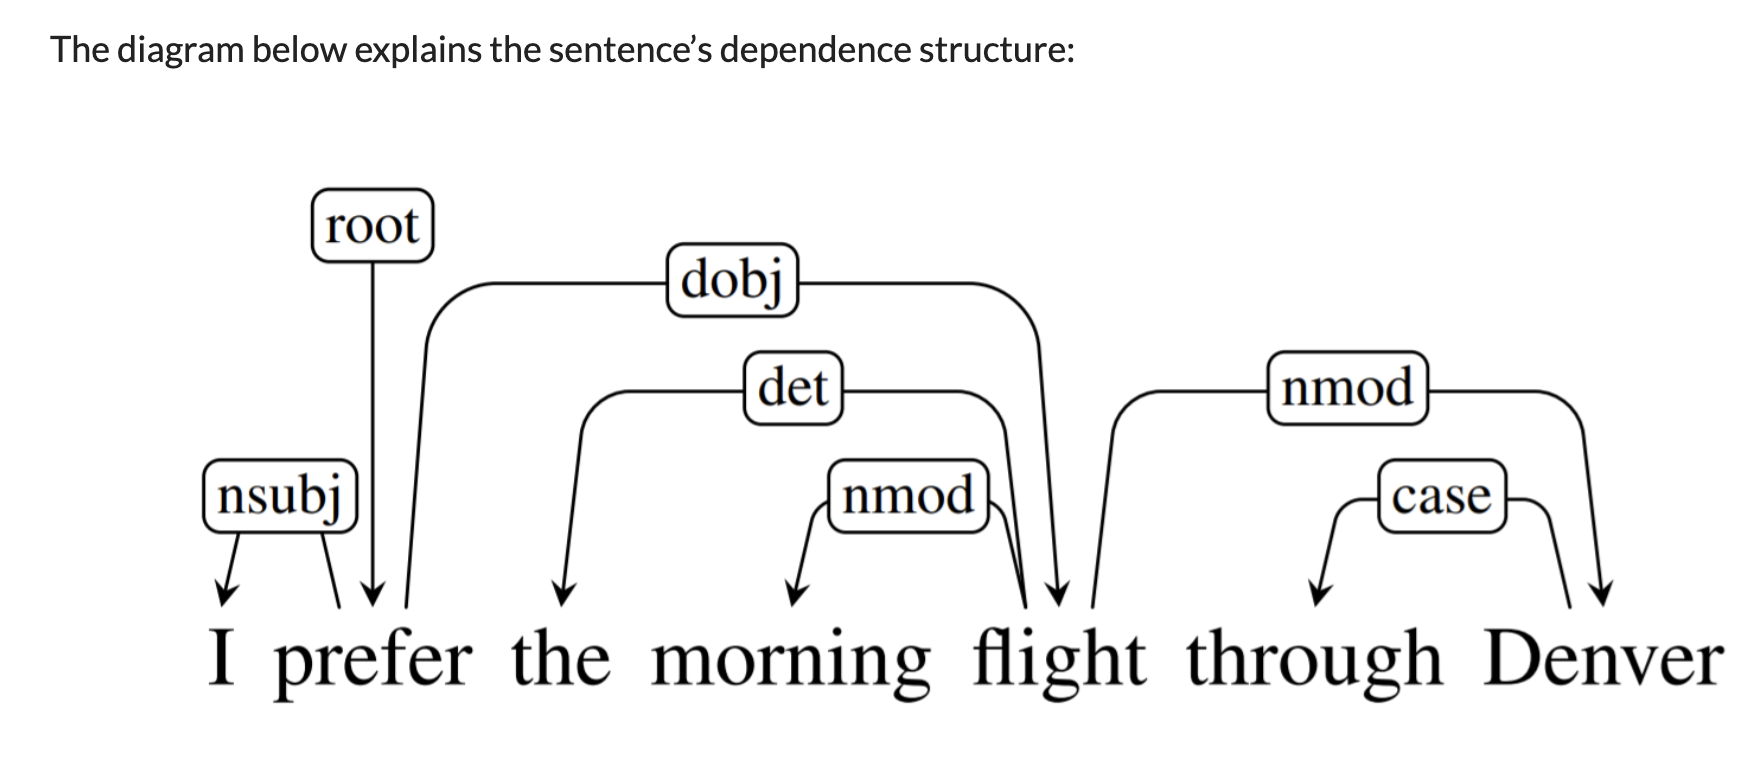 The diagram below explains the sentence’s dependence structure:
root
dobj
det
nmod
nsubj
nmod
case
I prefer the morning flight through Denver